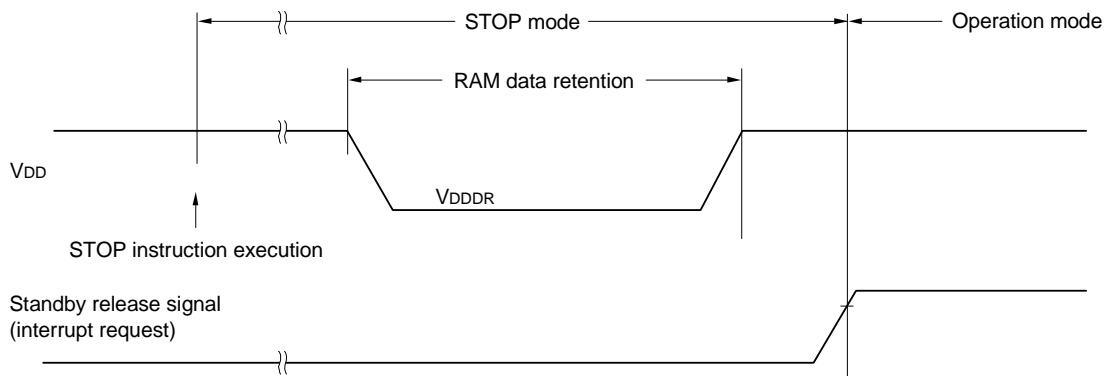 STOP mode
Operation mode
RAM data retention
VDD
VDDDR
STOP instruction execution
Standby release signal
(interrupt request)